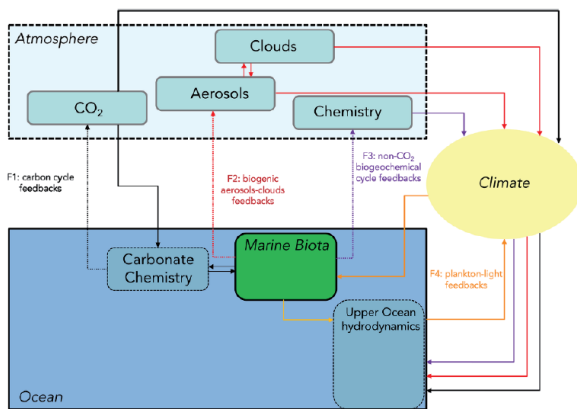 Atmosphere
Clouds
Aerosols
CO₂
Chemistry
F1: carbon cycle
feedbacks
F2: biogenic
aerosols-clouds
feedbacks
F3: non-CO₂
biogeochemical
cycle feedbacks
Climate
Marine Biota
Carbonate
Chemistry
F4: plankton-light
feedbacks
Upper Ocean
hydrodynamics
Ocean